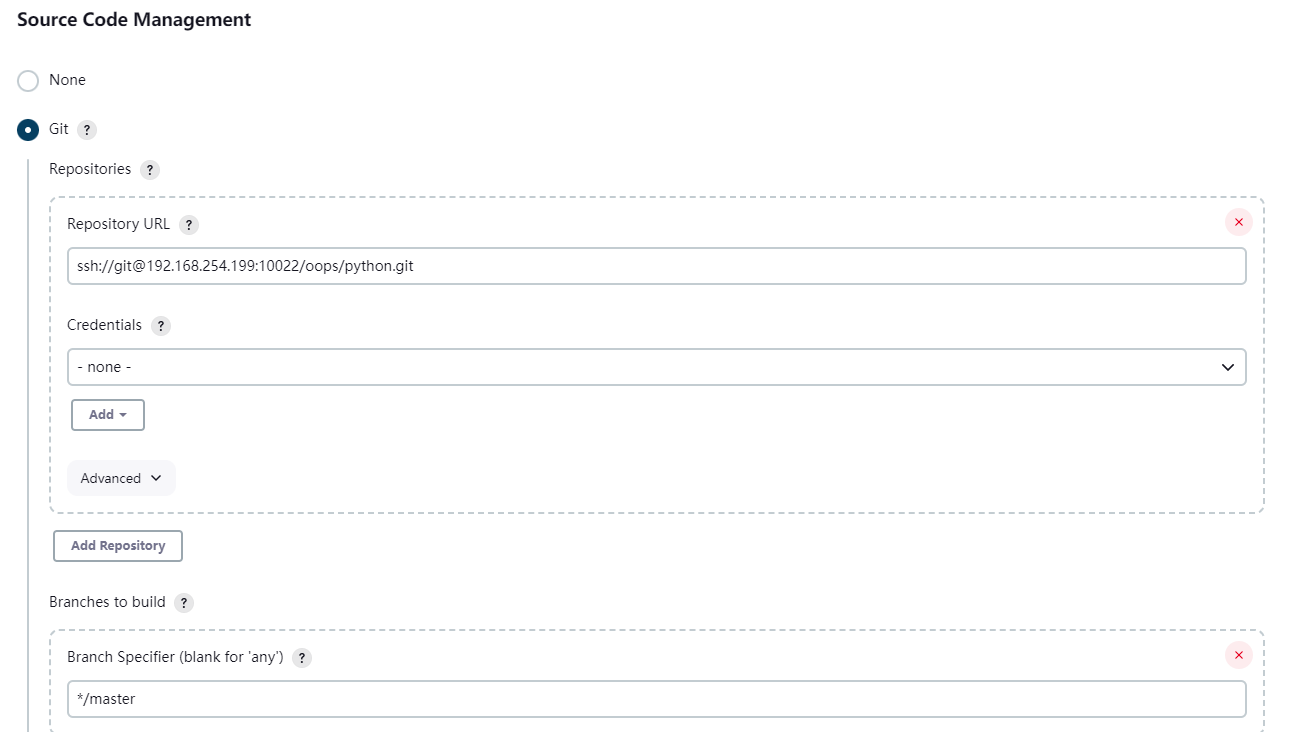 Source Code Management
None
Git ?
Repositories ?
Repository URL ?
ssh://git@192.168.254.199:10022/oops/python.git
Credentials ?
- none -
Add
Advanced
Add Repository
Branches to build ?
Branch Specifier (blank for 'any') ?
*/master